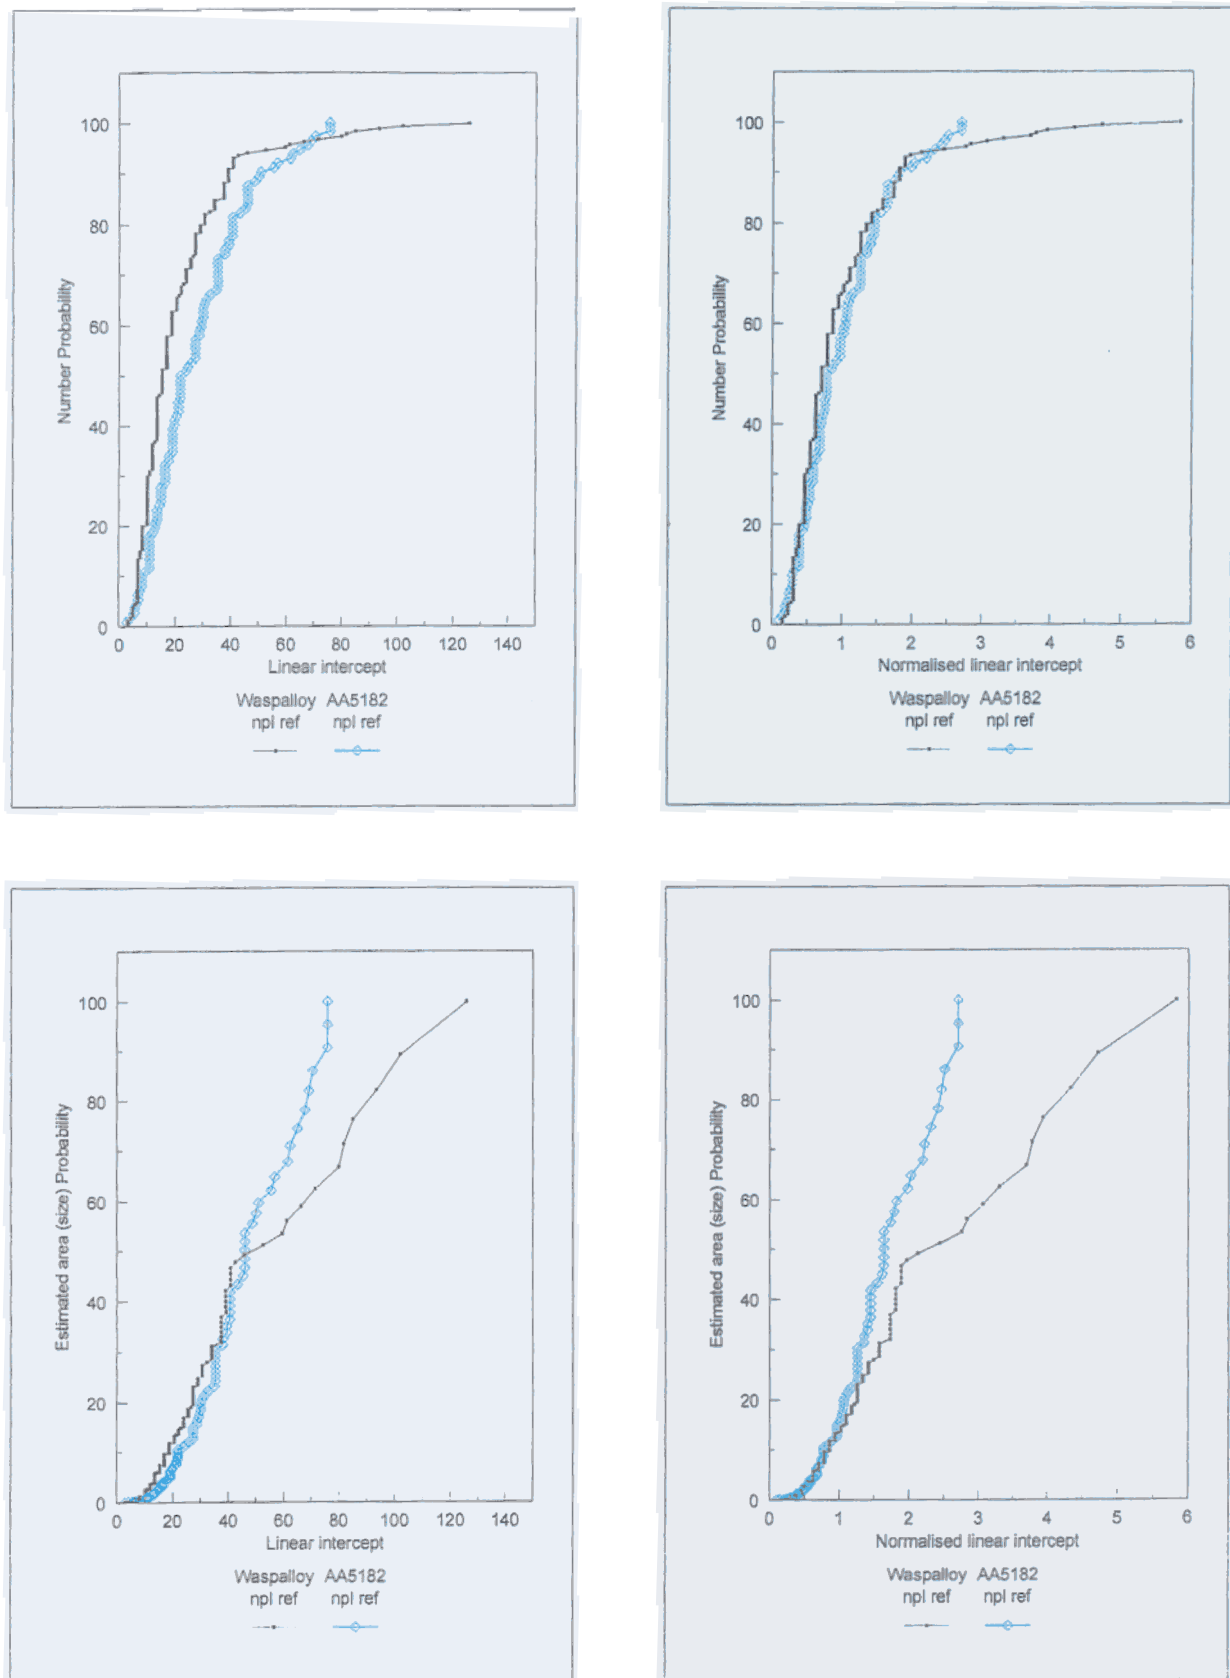 100
80
60
40
20
0
Number Probability
0 20 40 60 80 100 120 140
Linear intercept
Waspalloy AA5182
npl ref npl ref
100
80
60
40
20
0
Number Probability
0 1 2 3 4 5 6
Normalised linear intercept
Waspalloy AA5182
npl ref npl ref
100
80
60
40
20
0
Estimated area (size) Probability
0 20 40 60 80 100 120 140
Linear intercept
Waspalloy AA5182
npl ref npl ref
100
80
60
40
20
0
Estimated area (size) Probability
0 1 2 3 4 5 6
Normalised linear intercept
Waspalloy AA5182
npl ref npl ref